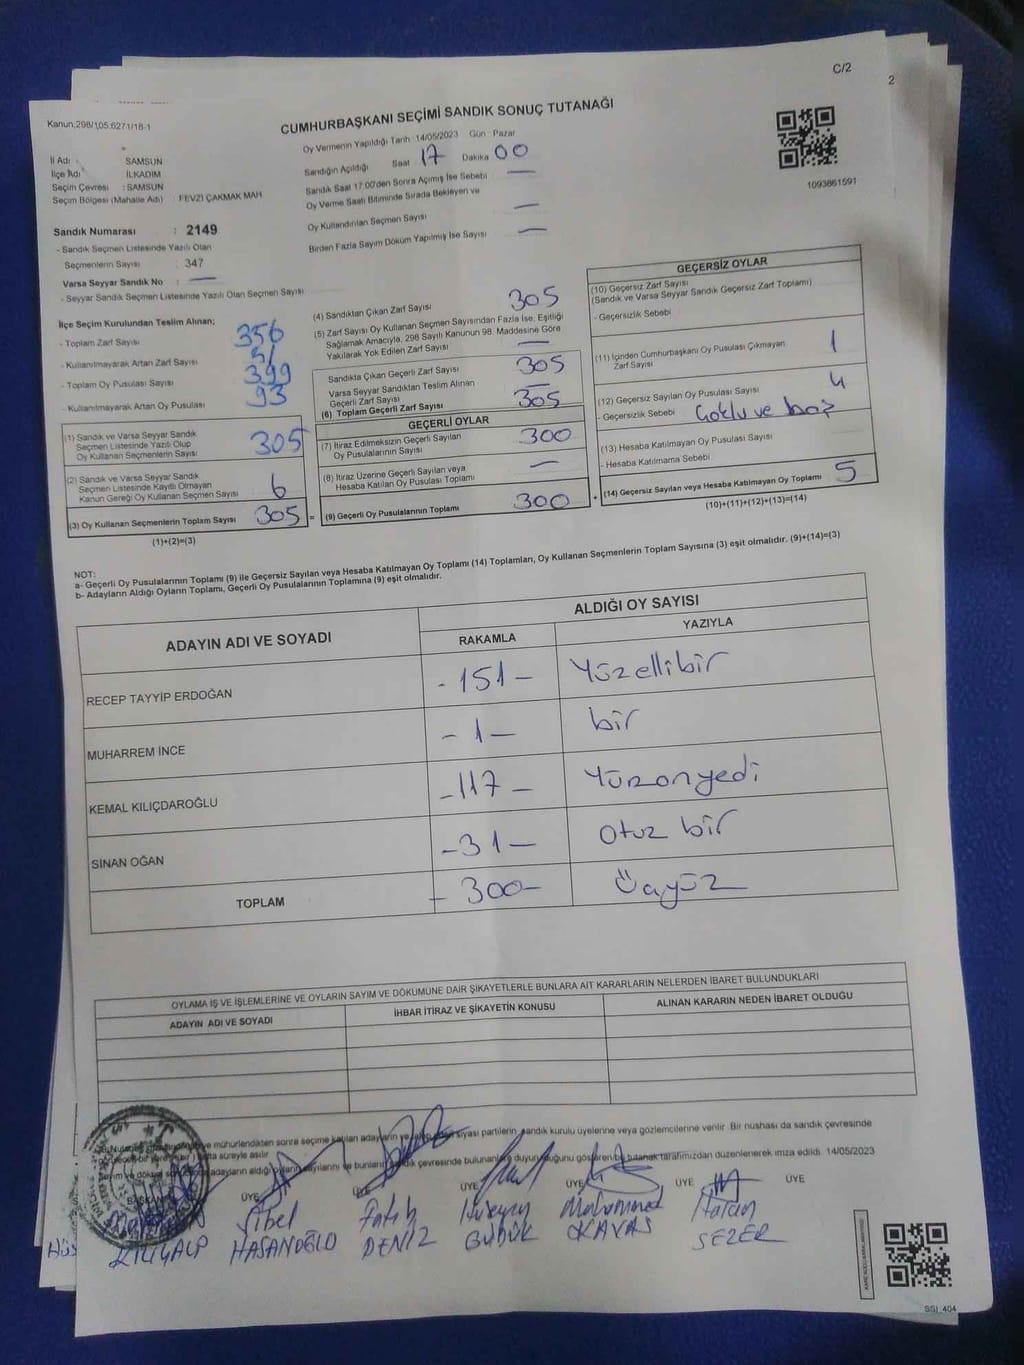 C/2
2
Kanun:298/105:6271/18-1
CUMHURBAŞKANI SEÇİMİ SANDIK SONUÇ TUTANAĞI
Oy Vermenin Yapıldığı Tarih :14/05/2023 Gün : Pazar
Sandığın Açıldığı Saat 17 Dakika 00
Sandık Saat 17:00'den Sonra Açımış İse Sebebi —
Oy Verme Saati Bitiminde Sırada Bekleyen ve
Oy Kullandırılan Seçmen Sayısı —
Birden Fazla Sayım Döküm Yapılmış İse Sayısı —
1093861591
İl Adı : SAMSUN
İlçe Adı : İLKADIM
Seçim Çevresi : SAMSUN
Seçim Bölgesi (Mahalle Adı) : FEVZİ ÇAKMAK MAH
Sandık Numarası : 2149
- Sandık Seçmen Listesinde Yazılı Olan
Seçmenlerin Sayısı : 347
Varsa Seyyar Sandık No : —
- Seyyar Sandık Seçmen Listesinde Yazılı Olan Seçmen Sayısı
İlçe Seçim Kurulundan Teslim Alınan;
- Toplam Zarf Sayısı 356
- Kullanılmayarak Artan Zarf Sayısı 51
- Toplam Oy Pusulası Sayısı 399
- Kullanılmayarak Artan Oy Pusulası 93
(1) Sandık ve Varsa Seyyar Sandık
Seçmen Listesinde Yazılı Olup
Oy Kullanan Seçmenlerin Sayısı 305
(2) Sandık ve Varsa Seyyar Sandık
Seçmen Listesinde Kayıtlı Olmayan
Kanun Gereği Oy Kullanan Seçmen Sayısı 6
(3) Oy Kullanan Seçmenlerin Toplam Sayısı 305 =
(1)+(2)=(3)
(4) Sandıktan Çıkan Zarf Sayısı 305
(5) Zarf Sayısı Oy Kullanan Seçmen Sayısından Fazla İse, Eşitliği
Sağlamak Amacıyla, 298 Sayılı Kanunun 98. Maddesine Göre
Yakılarak Yok Edilen Zarf Sayısı —
Sandıkta Çıkan Geçerli Zarf Sayısı 305
Varsa Seyyar Sandıktan Teslim Alınan
Geçerli Zarf Sayısı —
(6) Toplam Geçerli Zarf Sayısı 305
GEÇERLİ OYLAR
(7) İtiraz Edilmeksizin Geçerli Sayılan
Oy Pusulalarının Sayısı 300
(8) İtiraz Üzerine Geçerli Sayılan veya
Hesaba Katılan Oy Pusulası Toplamı —
(9) Geçerli Oy Pusulalarının Toplamı 300 +
GEÇERSİZ OYLAR
(10) Geçersiz Zarf Sayısı
(Sandık ve Varsa Seyyar Sandık Geçersiz Zarf Toplamı)
- Geçersizlik Sebebi
(11) İçinden Cumhurbaşkanı Oy Pusulası Çıkmayan
Zarf Sayısı 1
(12) Geçersiz Sayılan Oy Pusulası Sayısı 4
- Geçersizlik Sebebi Çoklu ve boş
(13) Hesaba Katılmayan Oy Pusulası Sayısı
- Hesaba Katılmama Sebebi
(14) Geçersiz Sayılan veya Hesaba Katılmayan Oy Toplamı 5
(10)+(11)+(12)+(13)=(14)
NOT:
a- Geçerli Oy Pusulalarının Toplamı (9) ile Geçersiz Sayılan veya Hesaba Katılmayan Oy Toplamı (14) Toplamları, Oy Kullanan Seçmenlerin Toplam Sayısına (3) eşit olmalıdır. (9)+(14)=(3)
b- Adayların Aldığı Oyların Toplamı, Geçerli Oy Pusulalarının Toplamına (9) eşit olmalıdır.
ADAYIN ADI VE SOYADI
ALDIĞI OY SAYISI
RAKAMLA YAZIYLA
RECEP TAYYİP ERDOĞAN - 151 - Yüzellibir
MUHARREM İNCE - 1 - bir
KEMAL KILIÇDAROĞLU - 117 - Yüzonyedi
SİNAN OĞAN - 31 - Otuz bir
TOPLAM - 300 - Üçyüz
OYLAMA İŞ VE İŞLEMLERİNE VE OYLARIN SAYIM VE DÖKÜMÜNE DAİR ŞİKAYETLERLE BUNLARA AİT KARARLARIN NELERDEN İBARET BULUNDUKLARI
ADAYIN ADI VE SOYADI İHBAR İTİRAZ VE ŞİKAYETİN KONUSU ALINAN KARARIN NEDEN İBARET OLDUĞU
ve mühürlendikten sonra seçime katılan adayların ve siyasi partilerin sandık kurulu üyelerine veya gözlemcilerine verilir. Bir nushası da sandık çevresinde
süreyle asılır.
adayların aldığı oyların sayılarını ve bunların sandık çevresinde bulunanlara duyurulduğunu gösteren bu tutanak tarafımızdan düzenlenerek imza edildi. 14/05/2023
BAŞKAN ÜYE ÜYE ÜYE ÜYE ÜYE
Sibel Fatih Hüseyin Muhammed Hasan
KILIÇALP HASANOĞLU DENİZ BÜDÜK KAVAS SEZER
SSI_404